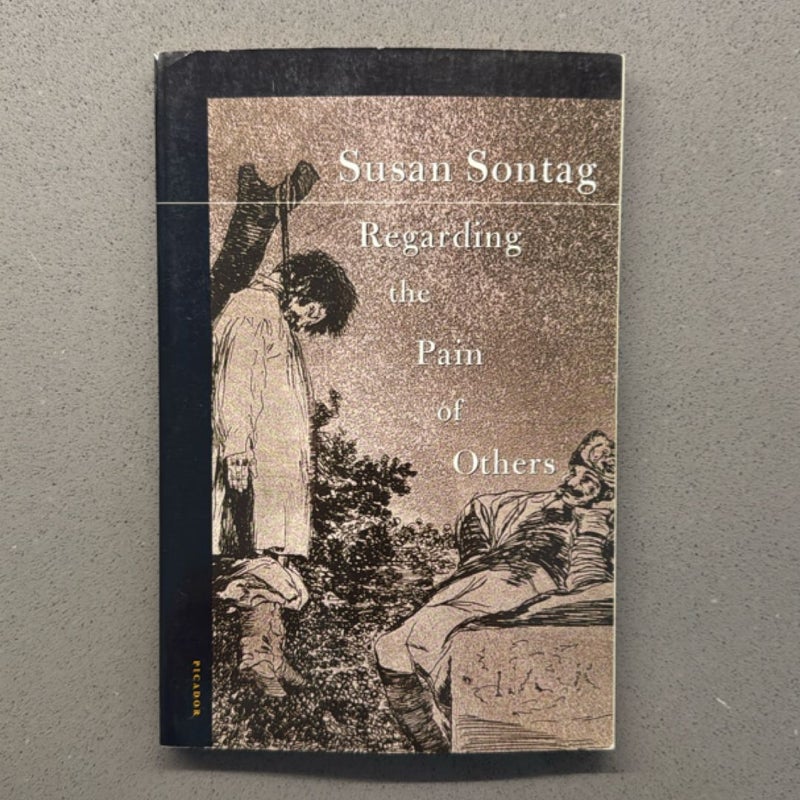 Susan Sontag
Regarding
the
Pain
of
Others
PICADOR